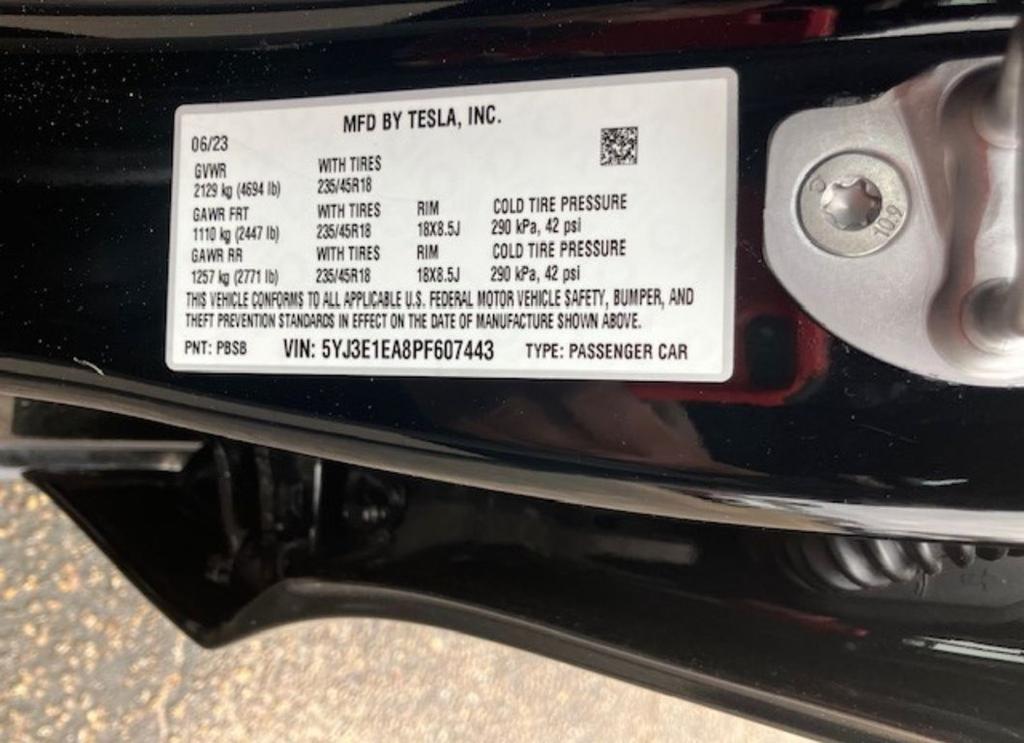 MFD BY TESLA, INC.
06/23
GVWR WITH TIRES
2129 kg (4694 lb) 235/45R18
GAWR FRT WITH TIRES RIM COLD TIRE PRESSURE
1110 kg (2447 lb) 235/45R18 18X8.5J 290 kPa, 42 psi
GAWR RR WITH TIRES RIM COLD TIRE PRESSURE
1257 kg (2771 lb) 235/45R18 18X8.5J 290 kPa, 42 psi
THIS VEHICLE CONFORMS TO ALL APPLICABLE U.S. FEDERAL MOTOR VEHICLE SAFETY, BUMPER, AND
THEFT PREVENTION STANDARDS IN EFFECT ON THE DATE OF MANUFACTURE SHOWN ABOVE.
PNT: PBSB VIN: 5YJ3E1EA8PF607443 TYPE: PASSENGER CAR
10.9